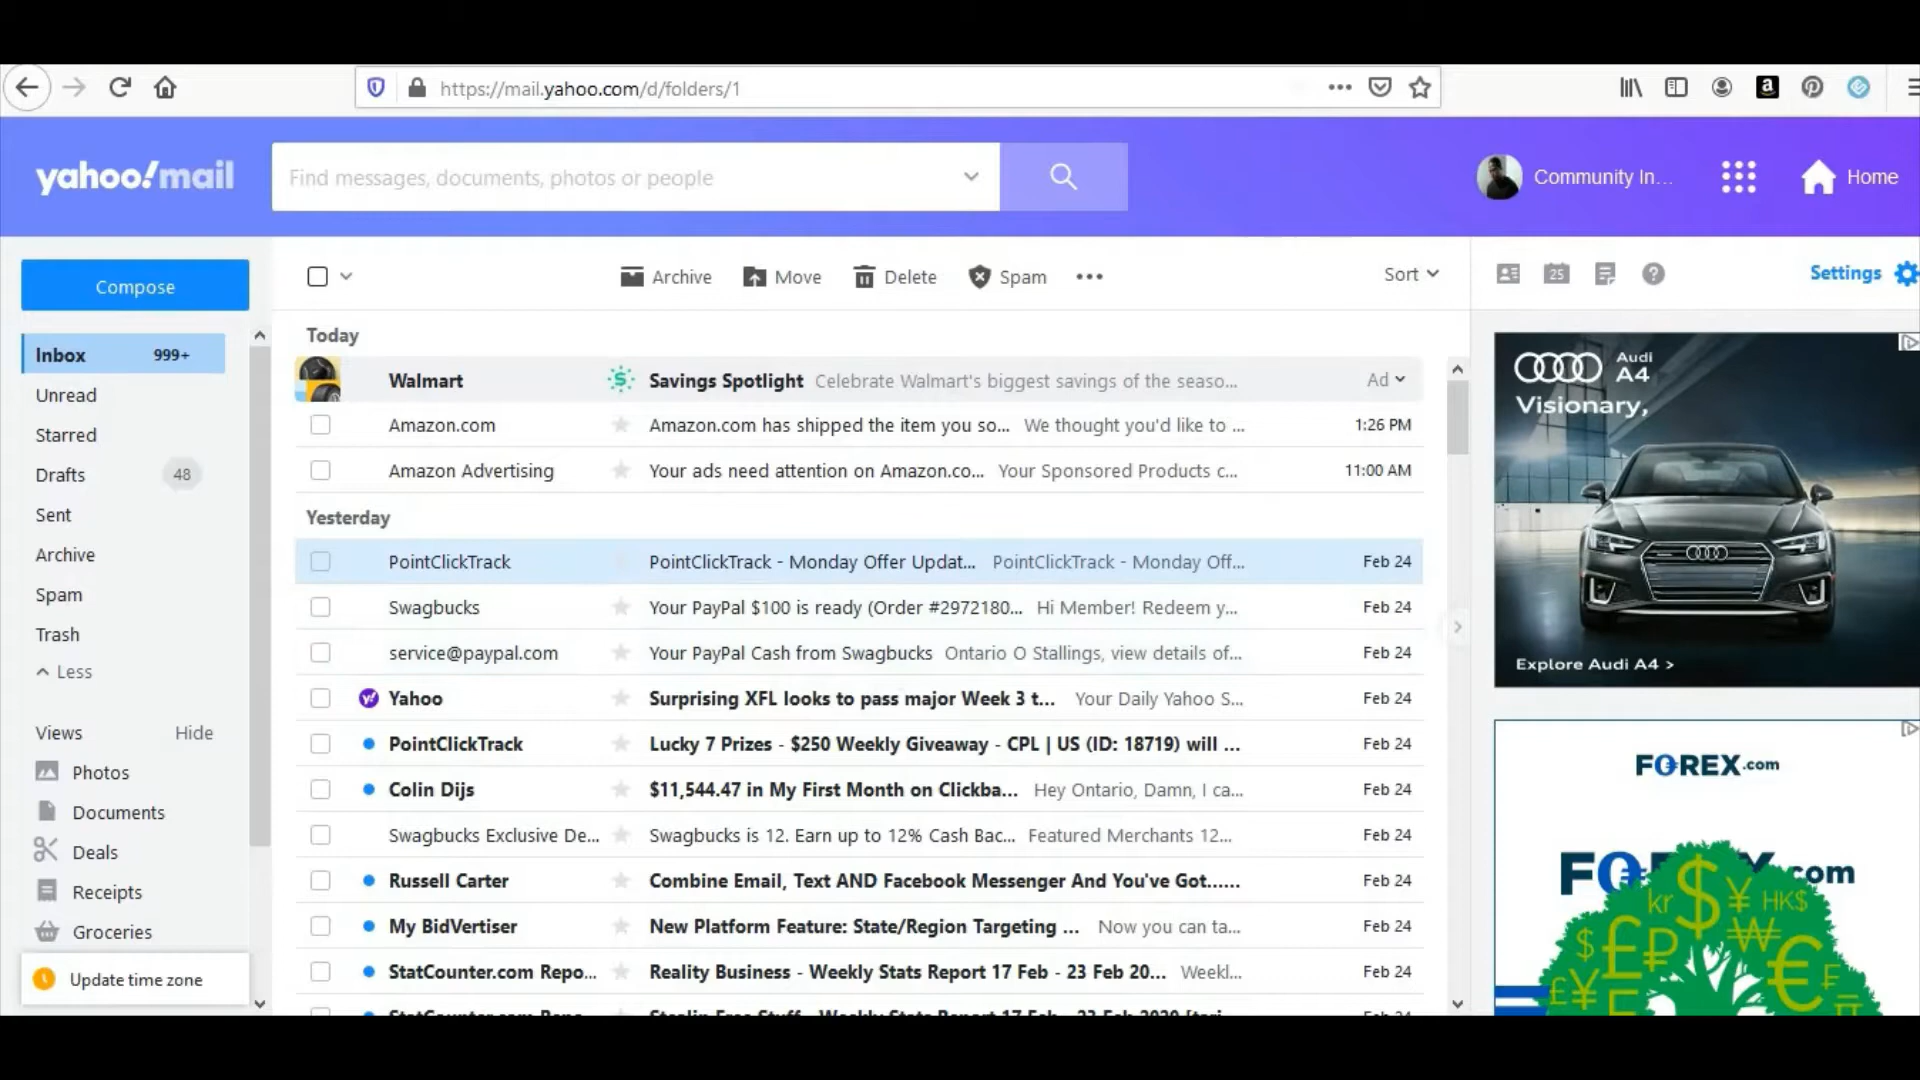 https://mail.yahoo.com/d/folders/1
yahoo!mail
Find messages, documents, photos or people
Community In...
Home
Compose
Archive Move Delete Spam
Sort
25
Settings
Inbox 999+
Unread
Starred
Drafts 48
Sent
Archive
Spam
Trash
Less
Views Hide
Photos
Documents
Deals
Receipts
Groceries
Update time zone
Today
Walmart Savings Spotlight Celebrate Walmart's biggest savings of the seaso... Ad
Amazon.com Amazon.com has shipped the item you so... We thought you'd like to ... 1:26 PM
Amazon Advertising Your ads need attention on Amazon.co... Your Sponsored Products c... 11:00 AM
Yesterday
PointClickTrack PointClickTrack - Monday Offer Updat... PointClickTrack - Monday Off... Feb 24
Swagbucks Your PayPal $100 is ready (Order #2972180... Hi Member! Redeem y... Feb 24
service@paypal.com Your PayPal Cash from Swagbucks Ontario O Stallings, view details of... Feb 24
Yahoo Surprising XFL looks to pass major Week 3 t... Your Daily Yahoo S... Feb 24
PointClickTrack Lucky 7 Prizes - $250 Weekly Giveaway - CPL | US (ID: 18719) will ... Feb 24
Colin Dijs $11,544.47 in My First Month on Clickba... Hey Ontario, Damn, I ca... Feb 24
Swagbucks Exclusive De... Swagbucks is 12. Earn up to 12% Cash Bac... Featured Merchants 12... Feb 24
Russell Carter Combine Email, Text AND Facebook Messenger And You've Got...... Feb 24
My BidVertiser New Platform Feature: State/Region Targeting ... Now you can ta... Feb 24
StatCounter.com Repo... Reality Business - Weekly Stats Report 17 Feb - 23 Feb 20... Weekl... Feb 24
Audi
A4
Visionary,
Explore Audi A4 >
FOREX.com
kr $ ¥ HK$
$ £ ₽ ₩ €
£ ¥